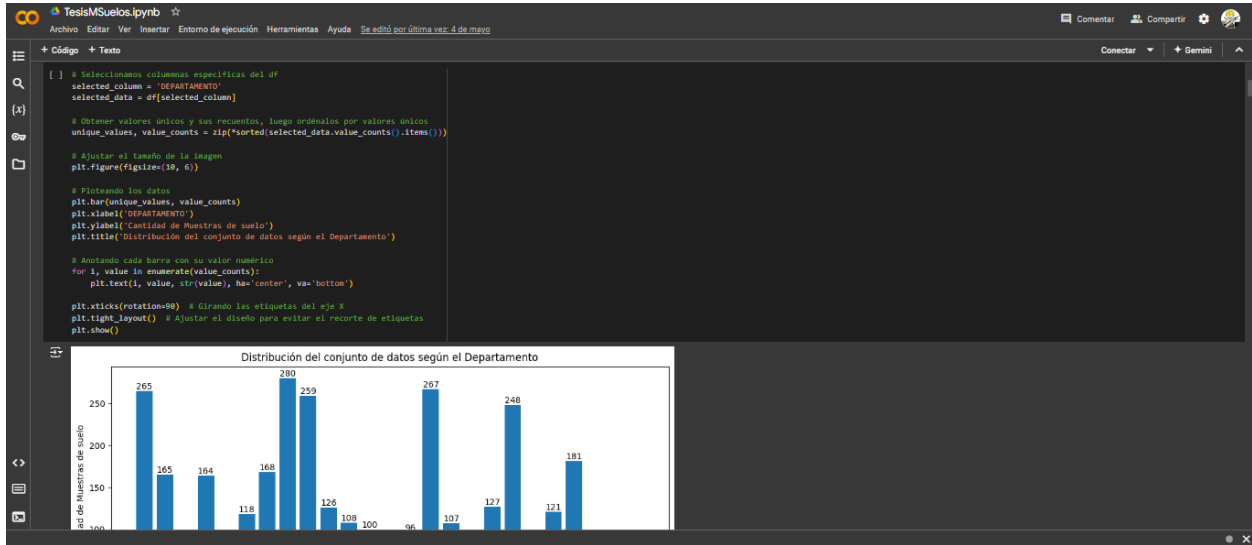 TesisMSuelos.ipynb
Archivo Editar Ver Insertar Entorno de ejecución Herramientas Ayuda Se editó por última vez: 4 de mayo
Comentar Compartir
+ Código + Texto
Conectar Gemini
[ ] # Seleccionamos columnas especificas del df
selected_column = 'DEPARTAMENTO'
selected_data = df[selected_column]
# Obtener valores únicos y sus recuentos, luego ordénalos por valores únicos
unique_values, value_counts = zip(*sorted(selected_data.value_counts().items()))
# Ajustar el tamaño de la imagen
plt.figure(figsize=(10, 6))
# Ploteando los datos
plt.bar(unique_values, value_counts)
plt.xlabel('DEPARTAMENTO')
plt.ylabel('Cantidad de Muestras de suelo')
plt.title('Distribución del conjunto de datos según el Departamento')
# Anotando cada barra con su valor numérico
for i, value in enumerate(value_counts):
plt.text(i, value, str(value), ha='center', va='bottom')
plt.xticks(rotation=90) # Girando las etiquetas del eje X
plt.tight_layout() # Ajustar el diseño para evitar el recorte de etiquetas
plt.show()
{x}
Distribución del conjunto de datos según el Departamento
ad de Muestras de suelo
250
200
150
100
265
165
164
118
168
280
259
126
108
100
96
267
107
127
248
121
181